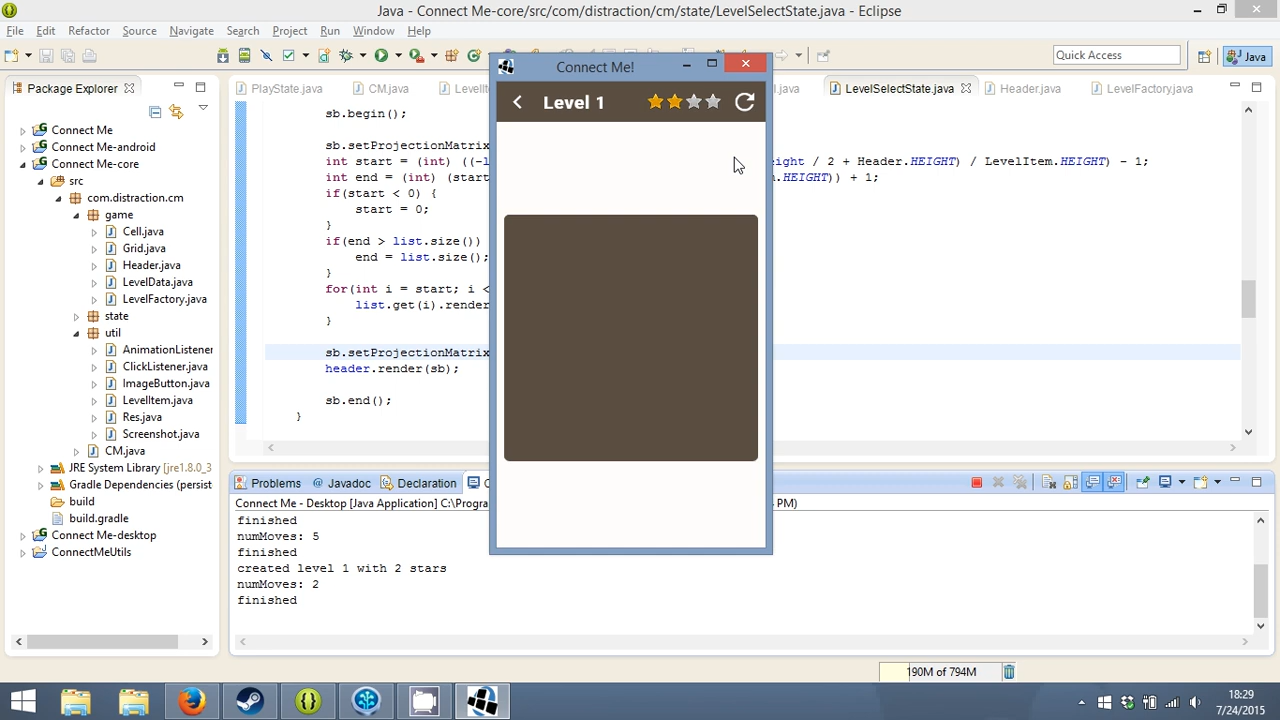 Java - Connect Me-core/src/com/distraction/cm/state/LevelSelectState.java - Eclipse
File Edit Refactor Source Navigate Search Project Run Window Help
Quick Access
Java
Package Explorer
PlayState.java
CM.java
LevelSelectState.java
Header.java
LevelFactory.java
Connect Me
Connect Me-android
Connect Me-core
src
com.distraction.cm
game
Cell.java
Grid.java
Header.java
LevelData.java
LevelFactory.java
state
util
AnimationListener
ClickListener.java
ImageButton.java
LevelItem.java
Res.java
Screenshot.java
CM.java
JRE System Library [jre1.8.0_3
Gradle Dependencies (persist
build
build.gradle
Connect Me-desktop
ConnectMeUtils
sb.begin();
sb.setProjectionMatrix
int start = (int) ((-l
eight / 2 + Header.HEIGHT) / LevelItem.HEIGHT) - 1;
int end = (int) (start
m.HEIGHT)) + 1;
if(start < 0) {
start = 0;
}
if(end > list.size())
end = list.size();
}
for(int i = start; i <
list.get(i).render
}
sb.setProjectionMatrix
header.render(sb);
sb.end();
}
Connect Me!
Level 1
Problems
@ Javadoc
Declaration
Connect Me - Desktop [Java Application] C:\Progra
PM)
finished
numMoves: 5
finished
created level 1 with 2 stars
numMoves: 2
finished
190M of 794M
18:29
7/24/2015